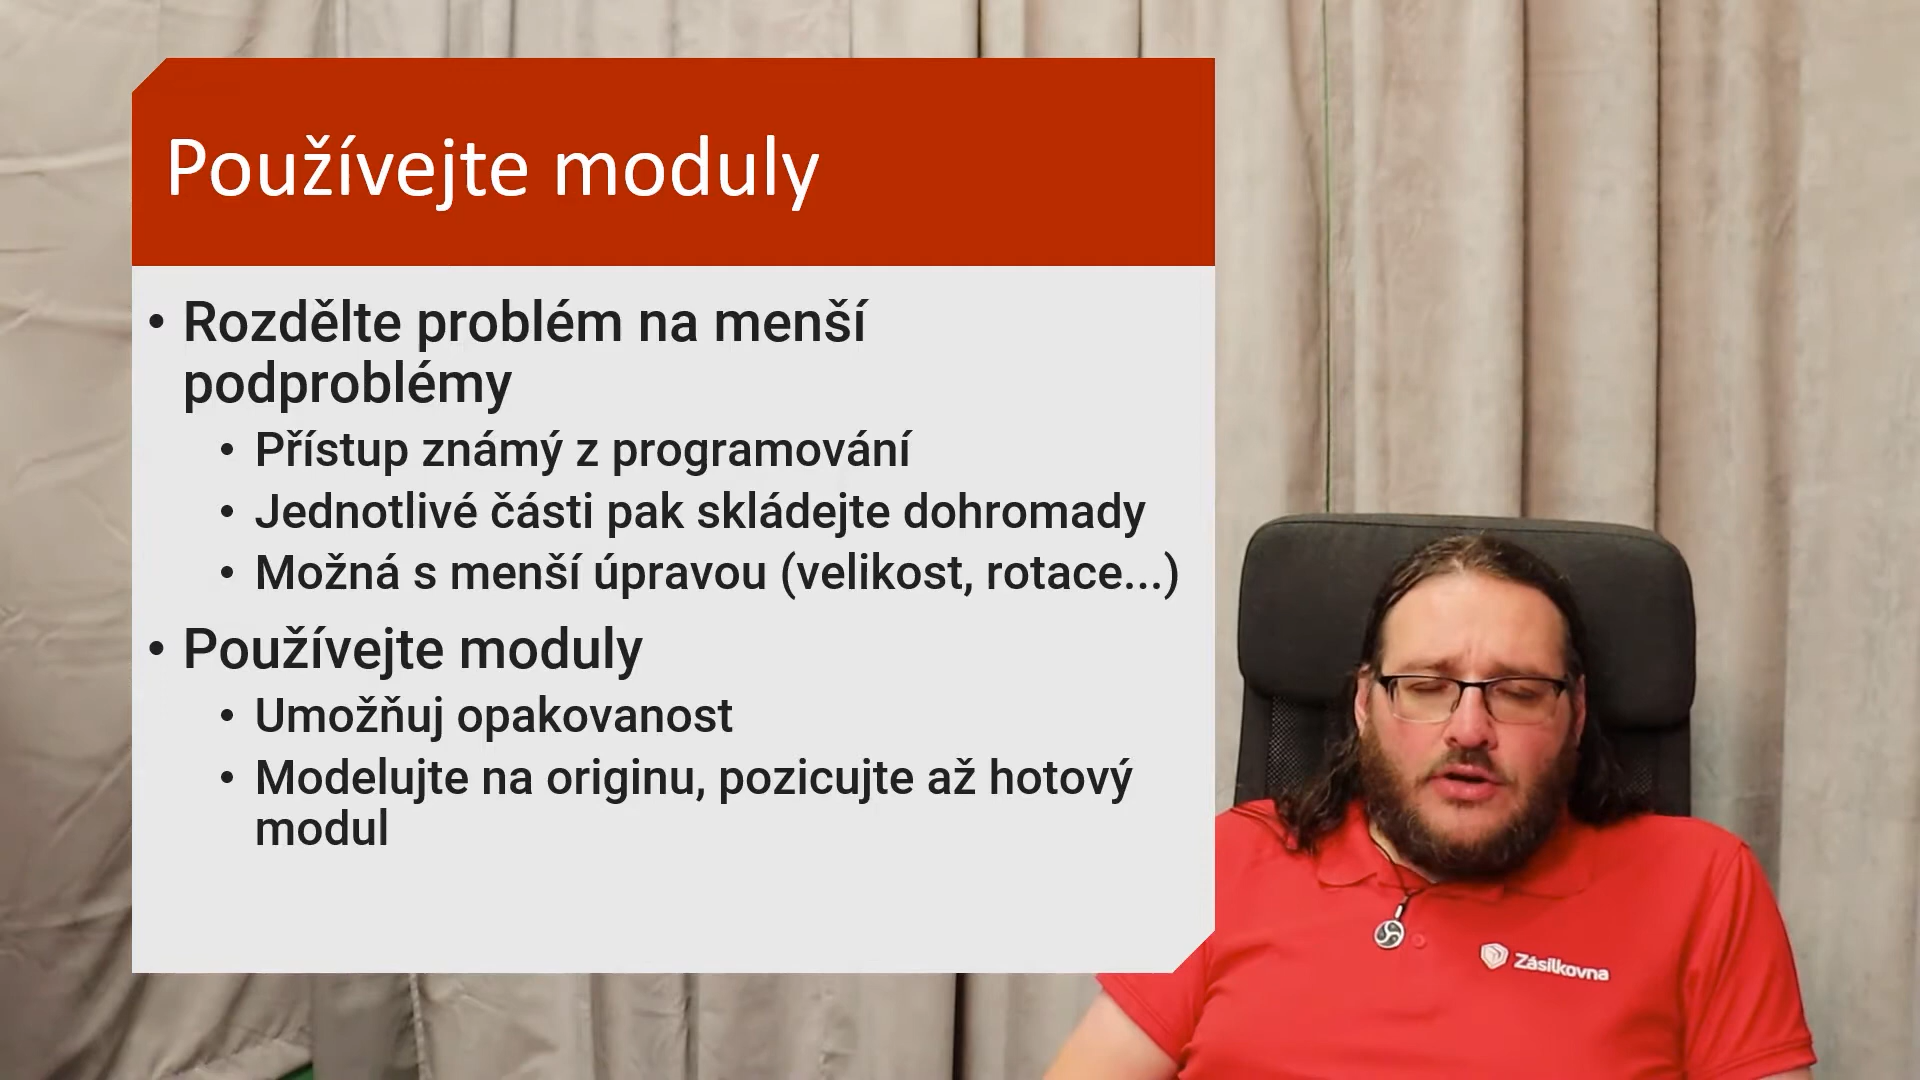 Používejte moduly
• Rozdělte problém na menší
podproblémy
• Přístup známý z programování
• Jednotlivé části pak skládejte dohromady
• Možná s menší úpravou (velikost, rotace...)
• Používejte moduly
• Umožňuj opakovanost
• Modelujte na originu, pozicujte až hotový
modul
Zásilkovna